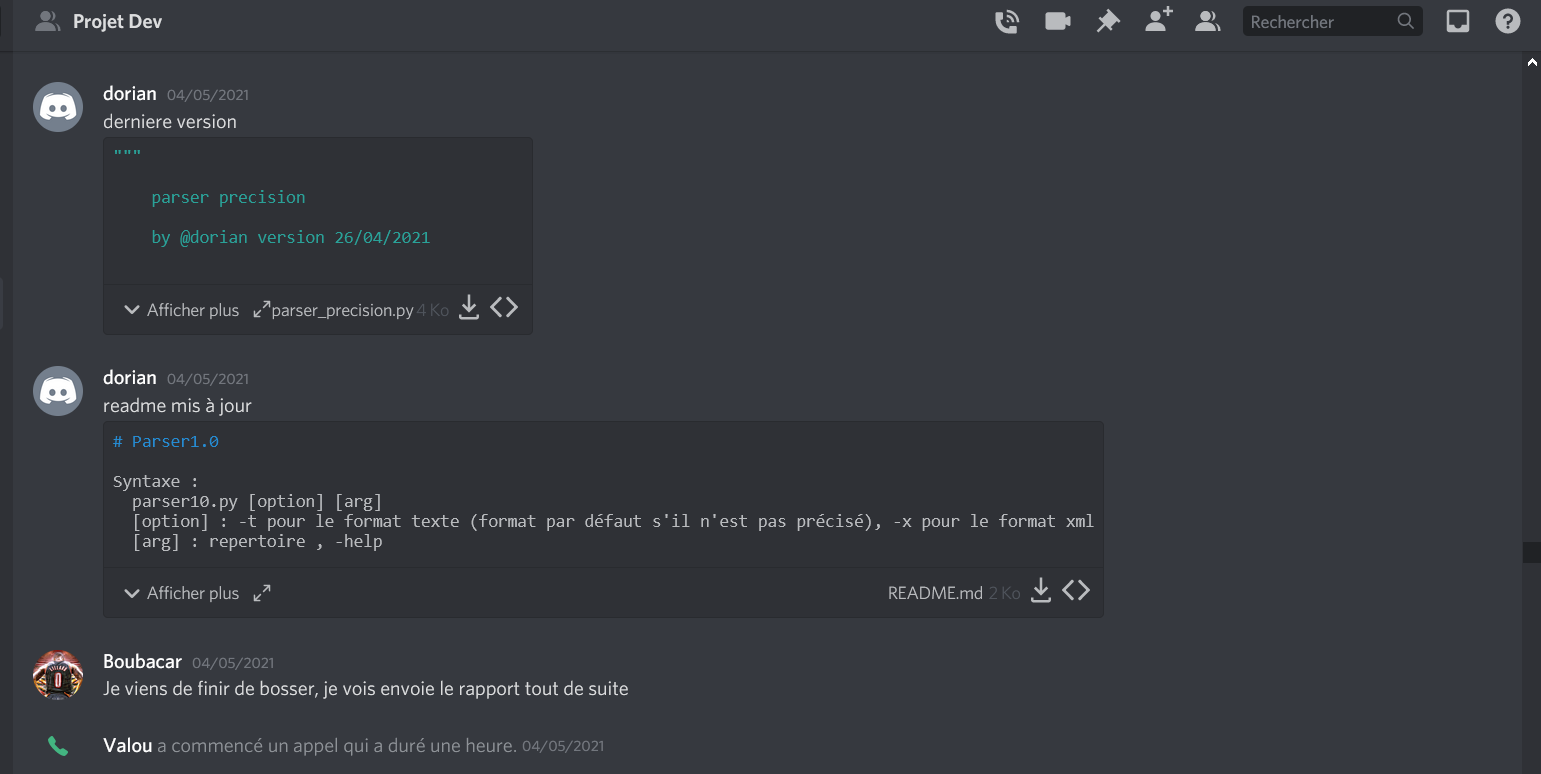 Projet Dev
Rechercher
dorian 04/05/2021
derniere version
"""
parser precision
by @dorian version 26/04/2021
Afficher plus parser_precision.py 4 Ko
dorian 04/05/2021
readme mis à jour
# Parser1.0
Syntaxe :
parser10.py [option] [arg]
[option] : -t pour le format texte (format par défaut s'il n'est pas précisé), -x pour le format xml
[arg] : repertoire , -help
Afficher plus README.md 2 Ko
Boubacar 04/05/2021
Je viens de finir de bosser, je vois envoie le rapport tout de suite
Valou a commencé un appel qui a duré une heure. 04/05/2021